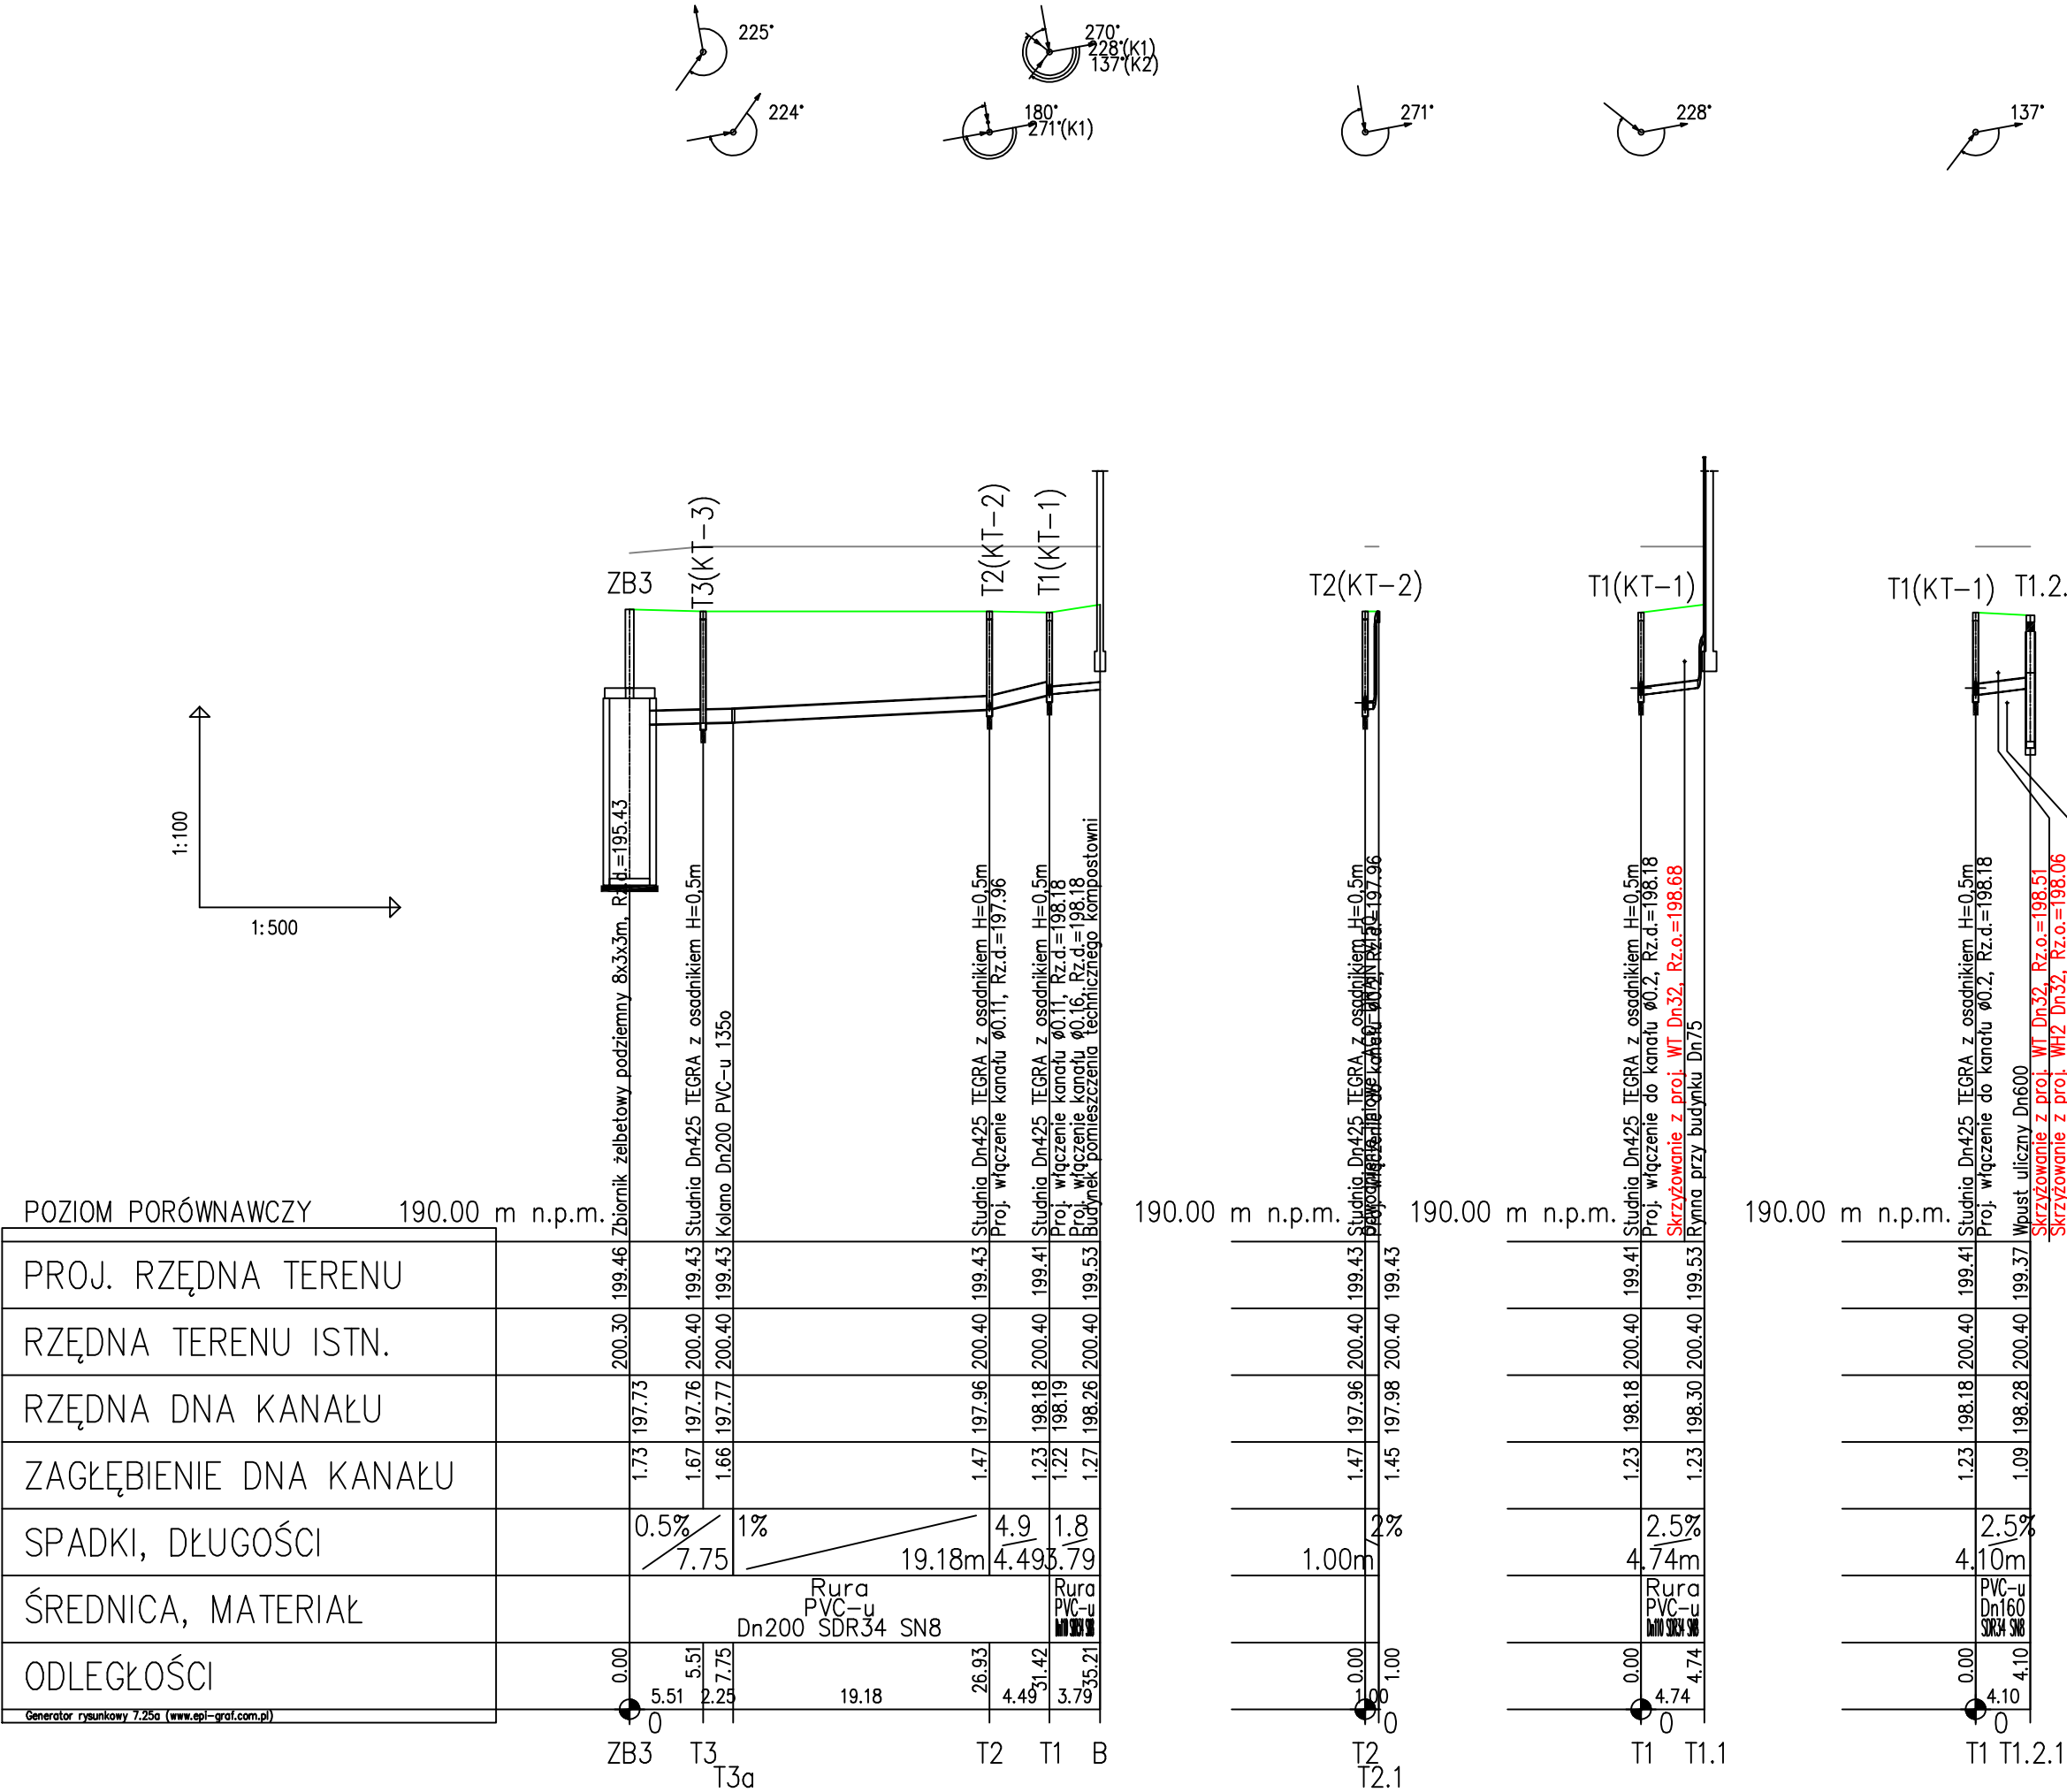 225°
270°
228°(K1)
137°(K2)
224°
180°
271°(K1)
271°
228°
137°
ZB3
T3(KT-3)
T2(KT-2)
T1(KT-1)
T2(KT-2)
T1(KT-1)
T1(KT-1)
T1.2.
1:100
1:500
POZIOM PORÓWNAWCZY 190.00 m n.p.m.
Zbiornik żelbetowy podziemny 8x3x3m, Rz.d.=195.43
Studnia Dn425 TEGRA z osadnikiem H=0,5m
Kolano Dn200 PVC-u 135o
Studnia Dn425 TEGRA z osadnikiem H=0,5m
Proj. włączenie kanału ø0.11, Rz.d.=197.96
Studnia Dn425 TEGRA z osadnikiem H=0,5m
Proj. włączenie kanału ø0.11, Rz.d.=198.18
Proj. włączenie kanału ø0.16, Rz.d.=198.18
Budynek pomieszczenia technicznego kompostowni
190.00 m n.p.m.
Studnia Dn425 TEGRA z osadnikiem H=0,5m
Proj. włączenie do kanału ø0.2, Rz.d.=197.96
190.00 m n.p.m.
Studnia Dn425 TEGRA z osadnikiem H=0,5m
Proj. włączenie do kanału ø0.2, Rz.d.=198.18
Skrzyżowanie z proj. WT Dn32, Rz.o.=198.68
Rynna przy budynku Dn75
190.00 m n.p.m.
Studnia Dn425 TEGRA z osadnikiem H=0,5m
Proj. włączenie do kanału ø0.2, Rz.d.=198.18
Wpust uliczny Dn600
Skrzyżowanie z proj. WT Dn32, Rz.o.=198.51
Skrzyżowanie z proj. WH2 Dn32, Rz.o.=198.06
PROJ. RZĘDNA TERENU 199.46 199.43 199.43 199.43 199.41 199.53 199.43 199.43 199.41 199.53 199.41 199.37
RZĘDNA TERENU ISTN. 200.30 200.40 200.40 200.40 200.40 200.40 200.40 200.40 200.40 200.40 200.40 200.40
RZĘDNA DNA KANAŁU 197.73 197.76 197.77 197.96 198.18 198.19 198.26 197.96 197.98 198.18 198.30 198.18 198.28
ZAGŁĘBIENIE DNA KANAŁU 1.73 1.67 1.66 1.47 1.23 1.22 1.27 1.47 1.45 1.23 1.23 1.23 1.09
SPADKI, DŁUGOŚCI 0.5% 1% 4.9 1.8 2% 2.5% 2.5%
7.75 19.18m 4.49 3.79 1.00m 4.74m 4.10m
ŚREDNICA, MATERIAŁ
Rura
PVC-u
Dn200 SDR34 SN8
Rura
PVC-u
Rura
PVC-u
Dn110 SDR34 SN8
PVC-u
Dn160
SDR34 SN8
ODLEGŁOŚCI 0.00 5.51 7.75 26.93 31.42 35.21 0.00 1.00 0.00 4.74 0.00 4.10
5.51 2.25 19.18 4.49 3.79 1.00 4.74 4.10
Generator rysunkowy 7.25a (www.epi-graf.com.pl)
0 0 0 0
ZB3 T3 T2 T1 B T2 T1 T1.1 T1 T1.2.1
T3a T2.1